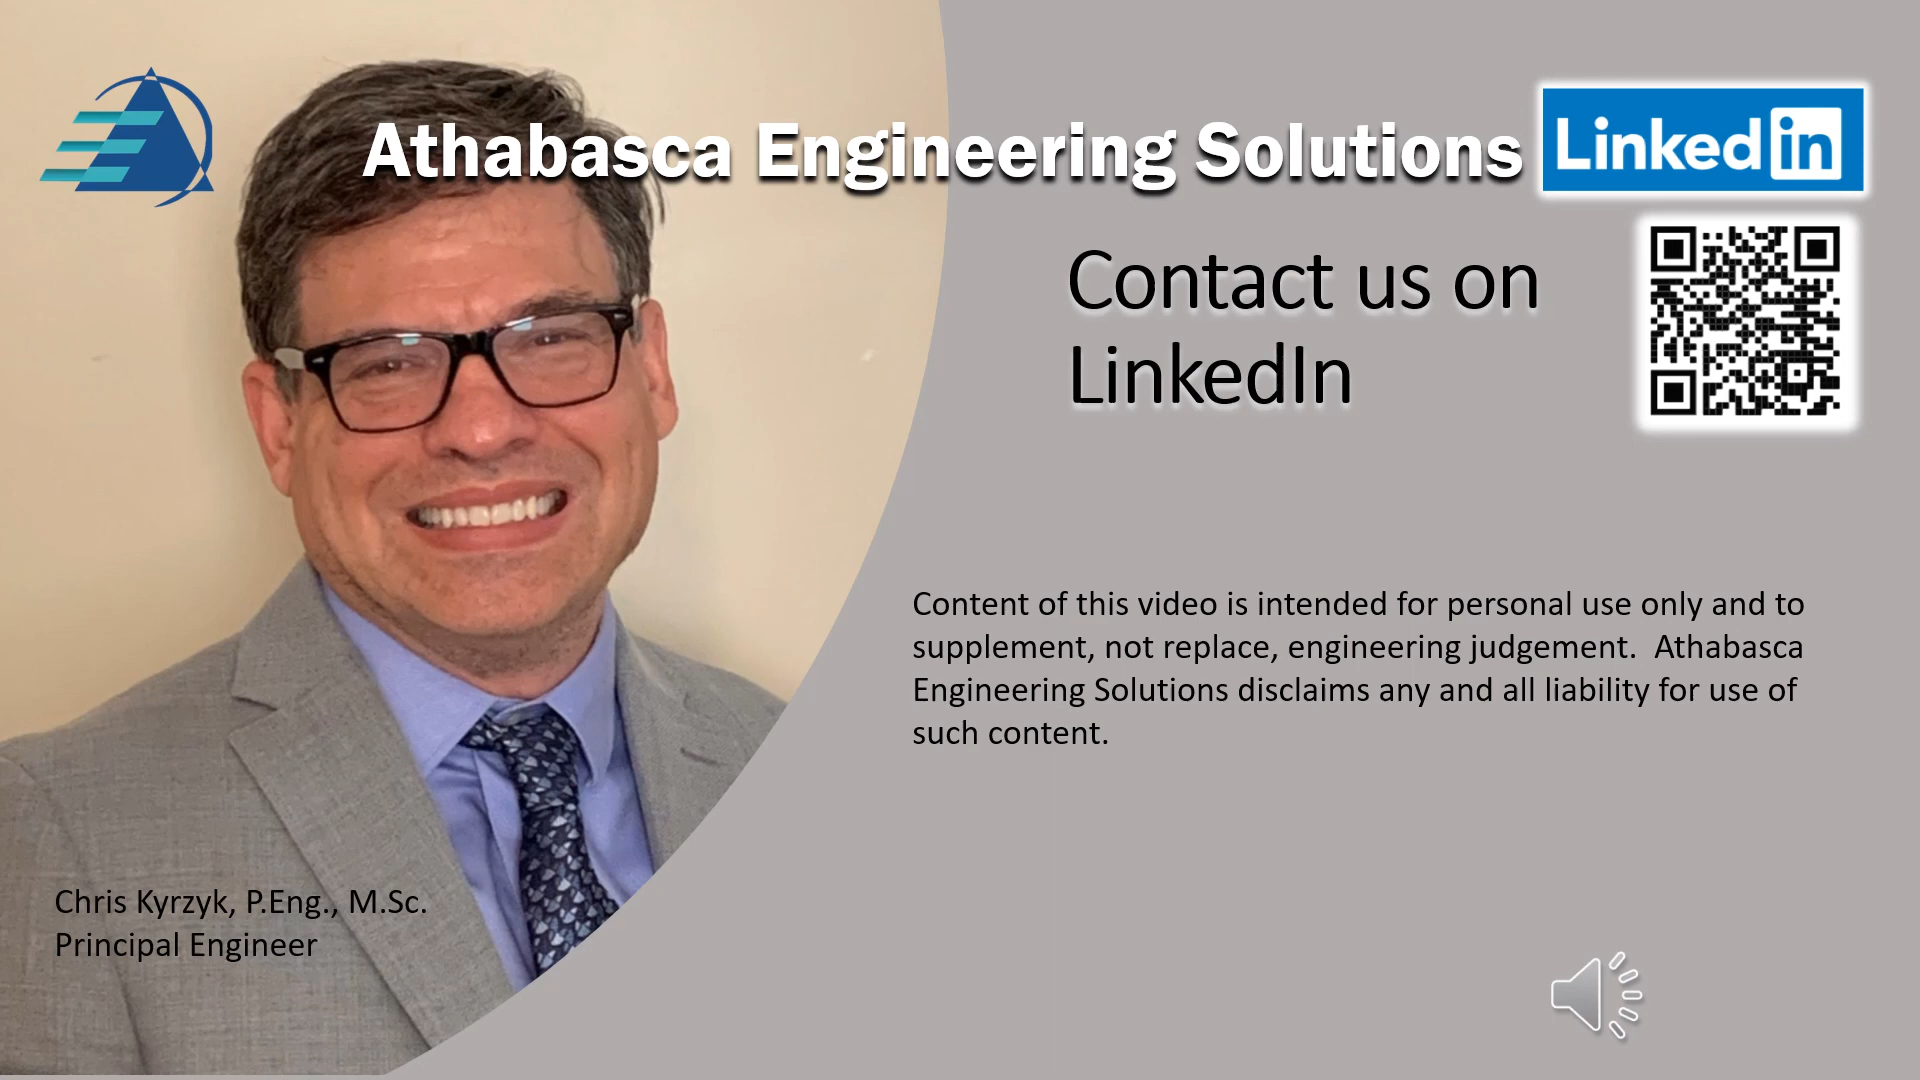 Athabasca Engineering Solutions
Linked in
Contact us on
LinkedIn
Content of this video is intended for personal use only and to
supplement, not replace, engineering judgement.  Athabasca
Engineering Solutions disclaims any and all liability for use of
such content.
Chris Kyrzyk, P.Eng., M.Sc.
Principal Engineer